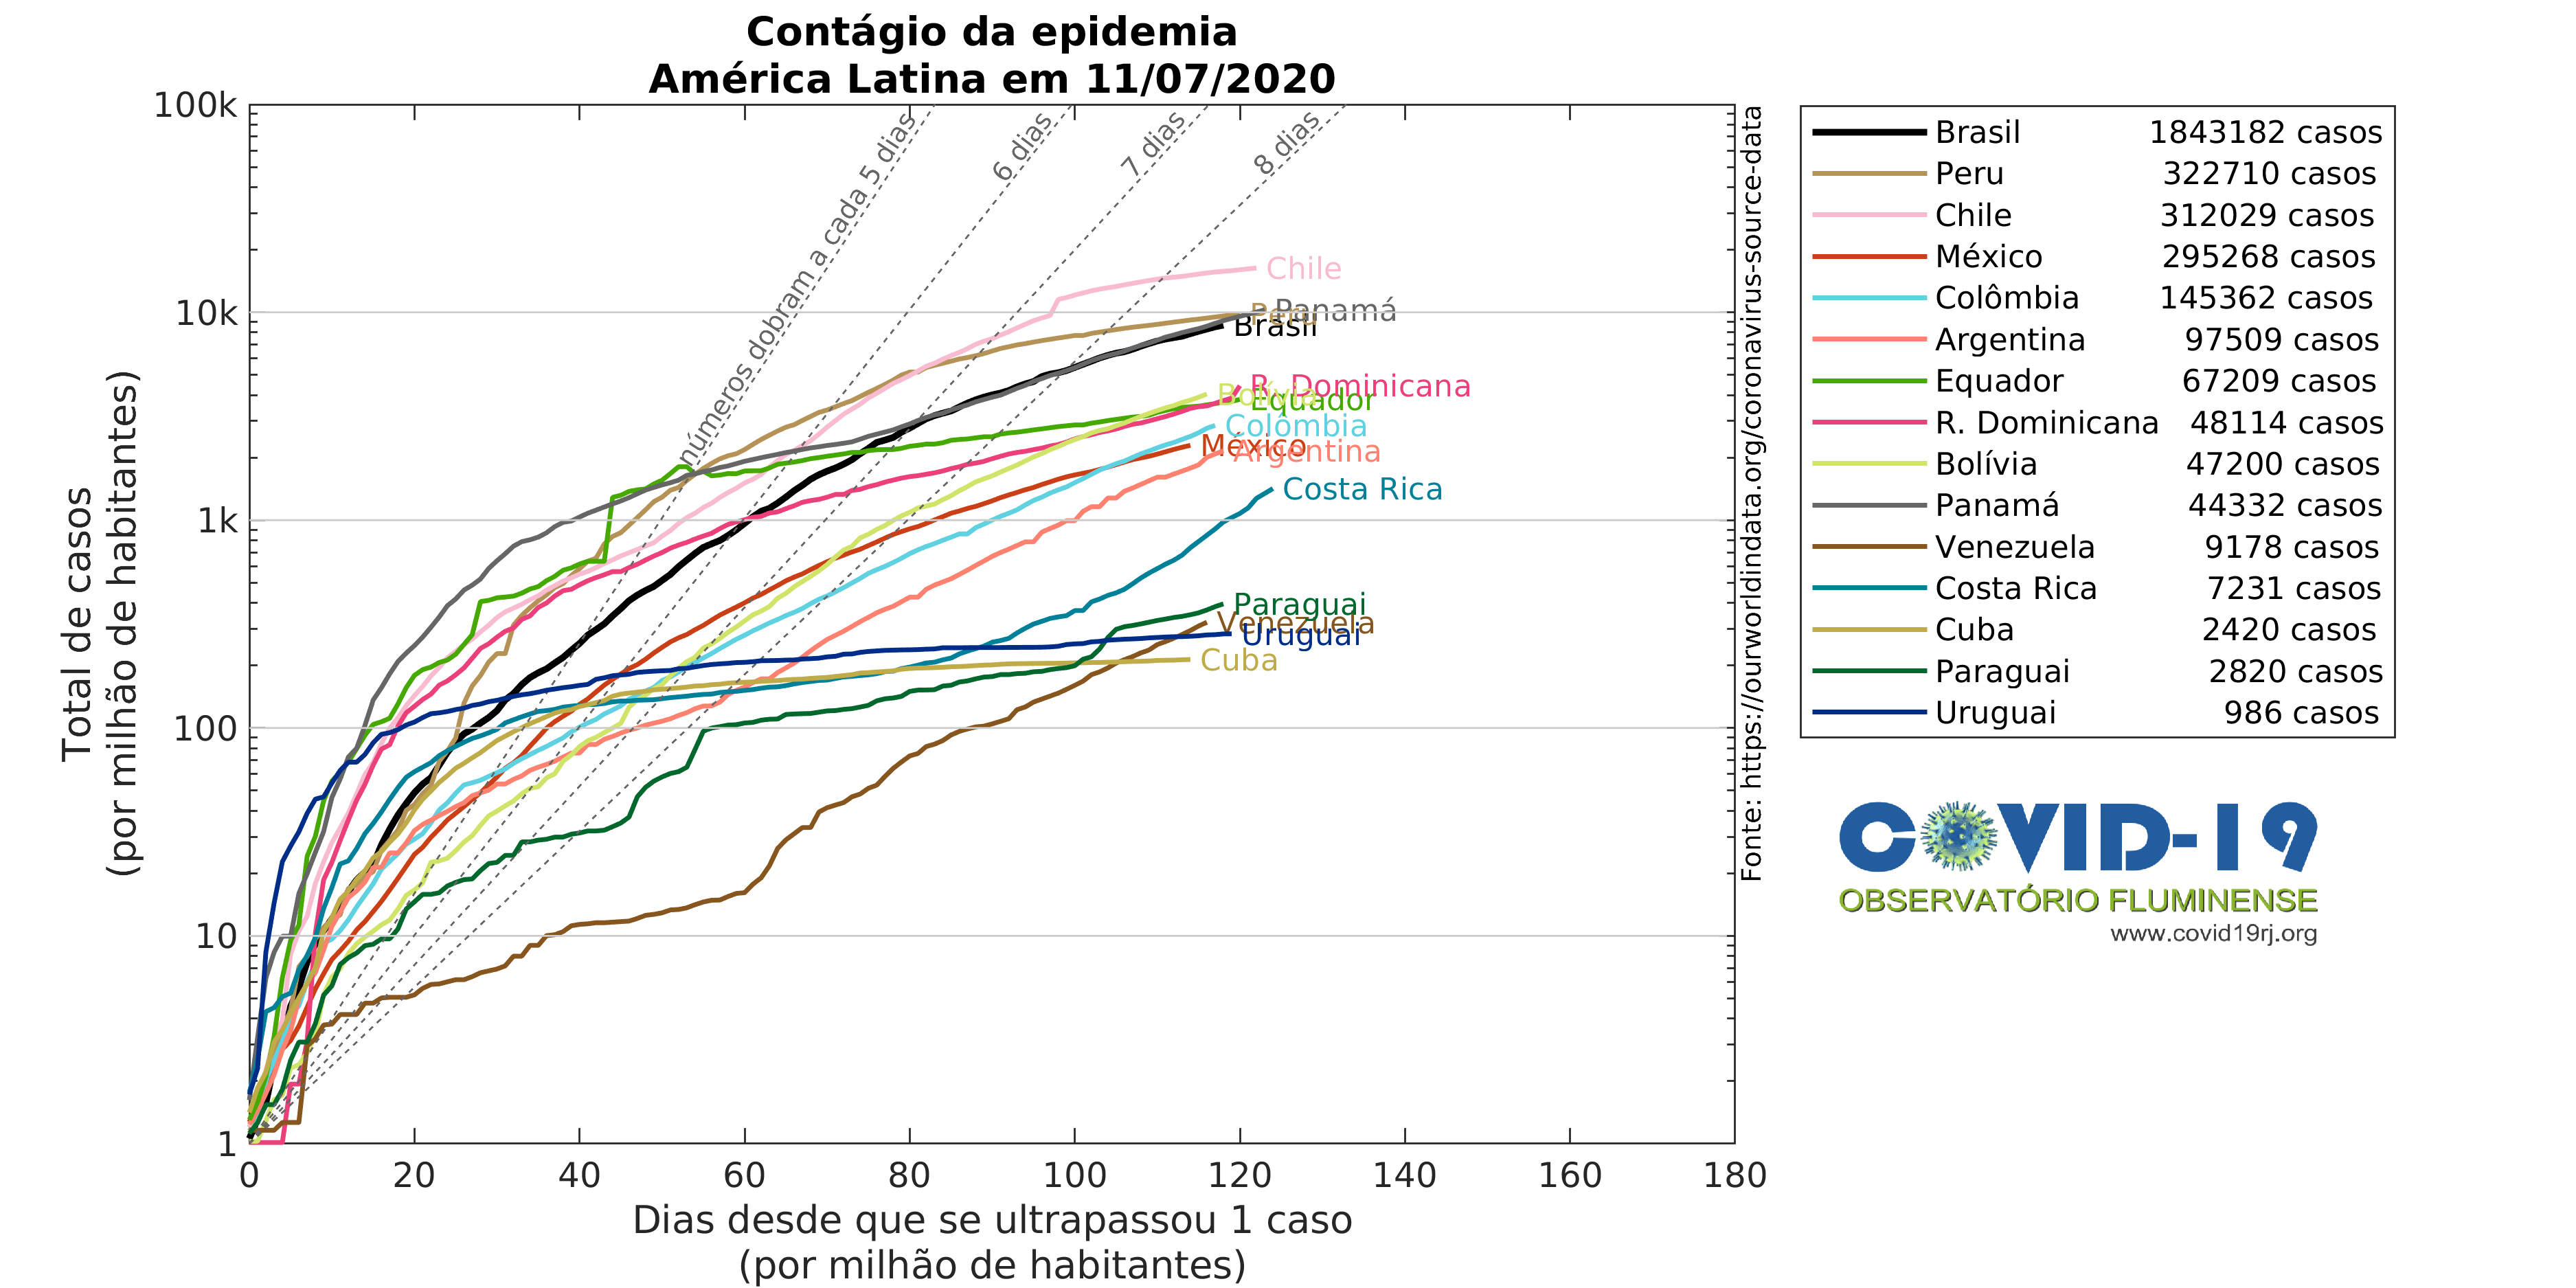 Contágio da epidemia
América Latina em 11/07/2020
Total de casos
(por milhão de habitantes)
100k
10k
1k
100
10
1
0 20 40 60 80 100 120 140 160 180
Dias desde que se ultrapassou 1 caso
(por milhão de habitantes)
números dobram a cada 5 dias
6 dias
7 dias
8 dias
Chile
Peru
Panamá
Brasil
R. Dominicana
Bolívia
Equador
Colômbia
México
Argentina
Costa Rica
Paraguai
Venezuela
Uruguai
Cuba
Fonte: https://ourworldindata.org/coronavirus-source-data
Brasil 1843182 casos
Peru 322710 casos
Chile 312029 casos
México 295268 casos
Colômbia 145362 casos
Argentina 97509 casos
Equador 67209 casos
R. Dominicana 48114 casos
Bolívia 47200 casos
Panamá 44332 casos
Venezuela 9178 casos
Costa Rica 7231 casos
Cuba 2420 casos
Paraguai 2820 casos
Uruguai 986 casos
COVID-19
OBSERVATÓRIO FLUMINENSE
www.covid19rj.org